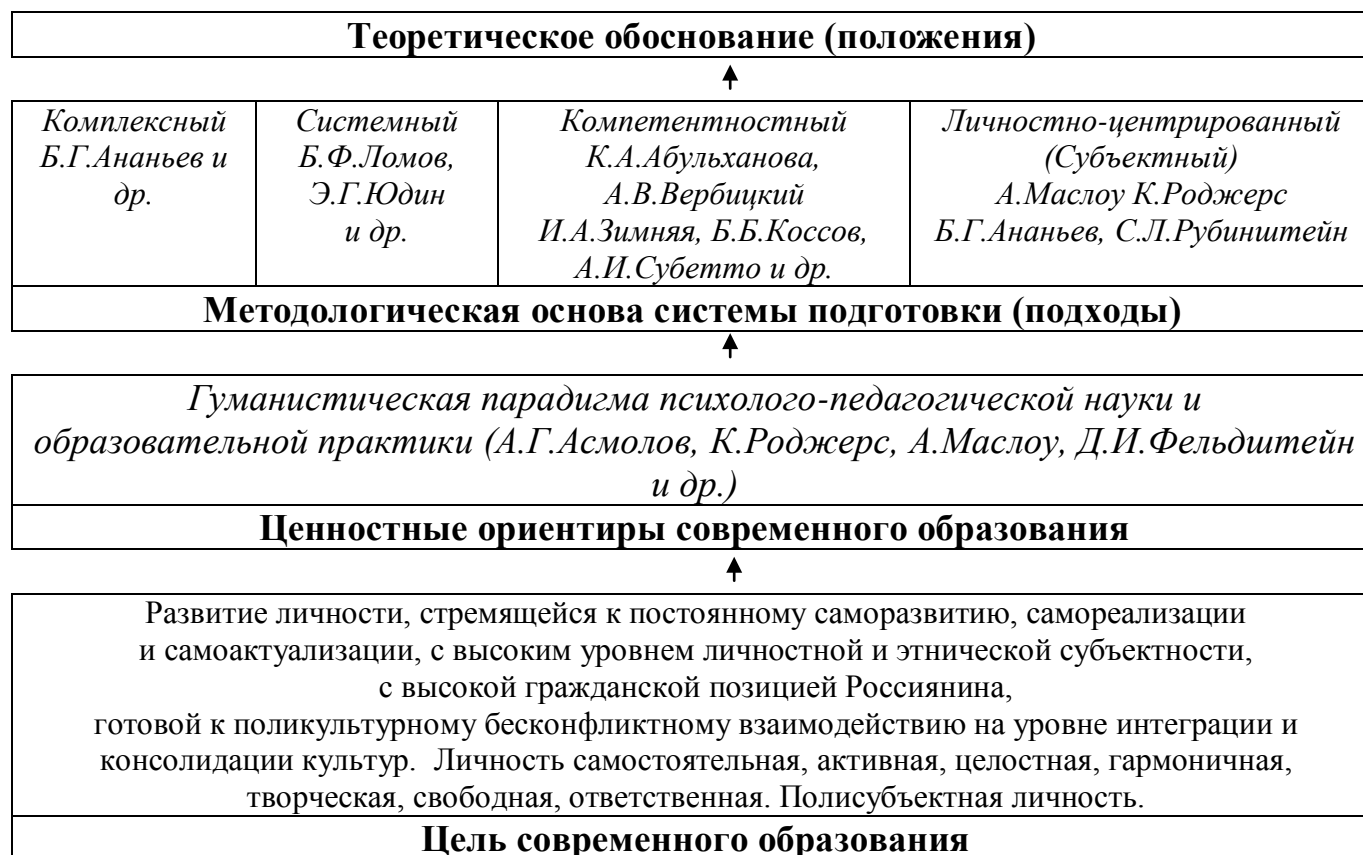 Теоретическое обоснование (положения)
Комплексный
Б.Г.Ананьев и
др.
Системный
Б.Ф.Ломов,
Э.Г.Юдин
и др.
Компетентностный
К.А.Абульханова,
А.В.Вербицкий
И.А.Зимняя, Б.Б.Коссов,
А.И.Субетто и др.
Личностно-центрированный
(Субъектный)
А.Маслоу К.Роджерс
Б.Г.Ананьев, С.Л.Рубинштейн
Методологическая основа системы подготовки (подходы)
Гуманистическая парадигма психолого-педагогической науки и
образовательной практики (А.Г.Асмолов, К.Роджерс, А.Маслоу, Д.И.Фельдштейн
и др.)
Ценностные ориентиры современного образования
Развитие личности, стремящейся к постоянному саморазвитию, самореализации
и самоактуализации, с высоким уровнем личностной и этнической субъектности,
с высокой гражданской позицией Россиянина,
готовой к поликультурному бесконфликтному взаимодействию на уровне интеграции и
консолидации культур. Личность самостоятельная, активная, целостная, гармоничная,
творческая, свободная, ответственная. Полисубъектная личность.
Цель современного образования